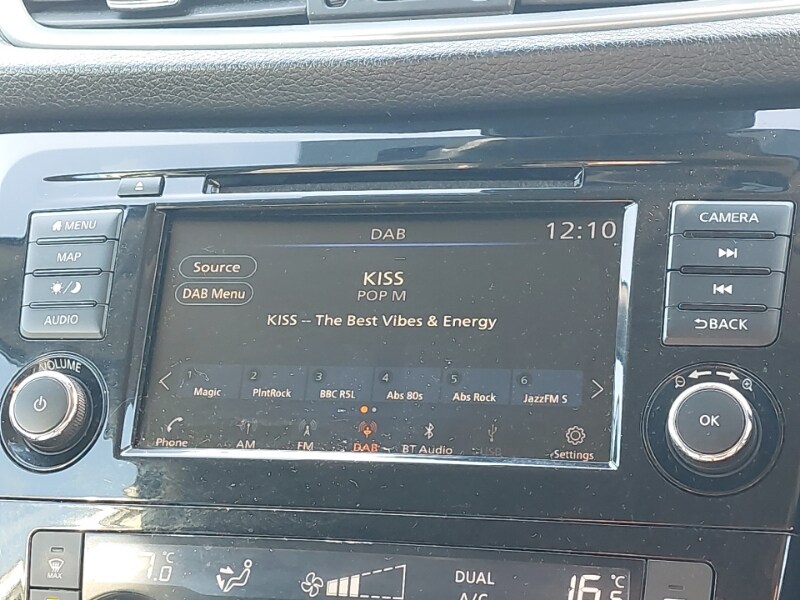 MENU
MAP
AUDIO
VOLUME
DAB
12:10
Source
DAB Menu
KISS
POP M
KISS -- The Best Vibes & Energy
1 Magic
2 PlntRock
3 BBC R5L
4 Abs 80s
5 Abs Rock
6 JazzFM S
Phone
AM
FM
DAB
BT Audio
USB
Settings
CAMERA
BACK
OK
MAX
°C
DUAL
A/C
16.5 °C